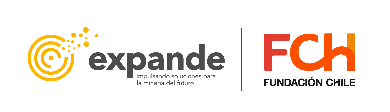 expande
Impulsando soluciones para
la minería del futuro
FCh
FUNDACIÓN CHILE